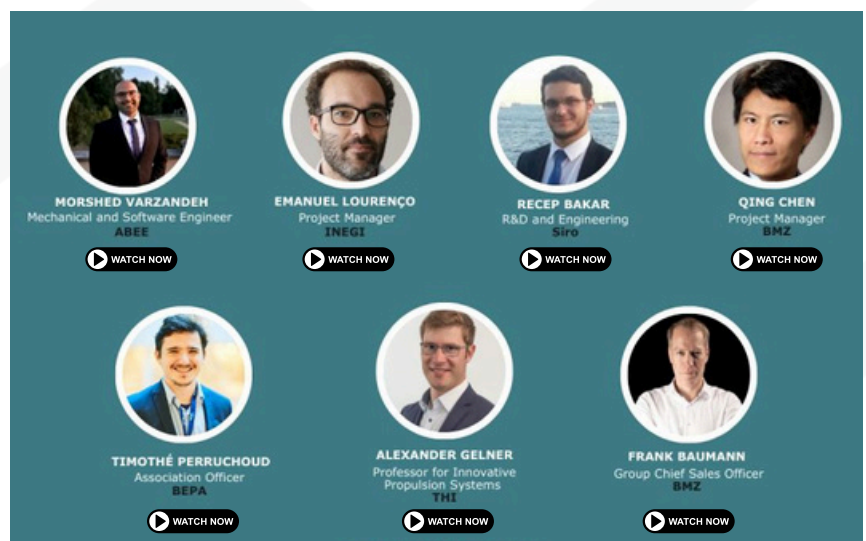 MORSHED VARZANDEH
Mechanical and Software Engineer
ABEE
WATCH NOW
EMANUEL LOURENÇO
Project Manager
INEGI
WATCH NOW
RECEP BAKAR
R&D and Engineering
Siro
WATCH NOW
QING CHEN
Project Manager
BMZ
WATCH NOW
TIMOTHÉ PERRUCHOUD
Association Officer
BEPA
WATCH NOW
ALEXANDER GELNER
Professor for Innovative
Propulsion Systems
THI
WATCH NOW
FRANK BAUMANN
Group Chief Sales Officer
BMZ
WATCH NOW